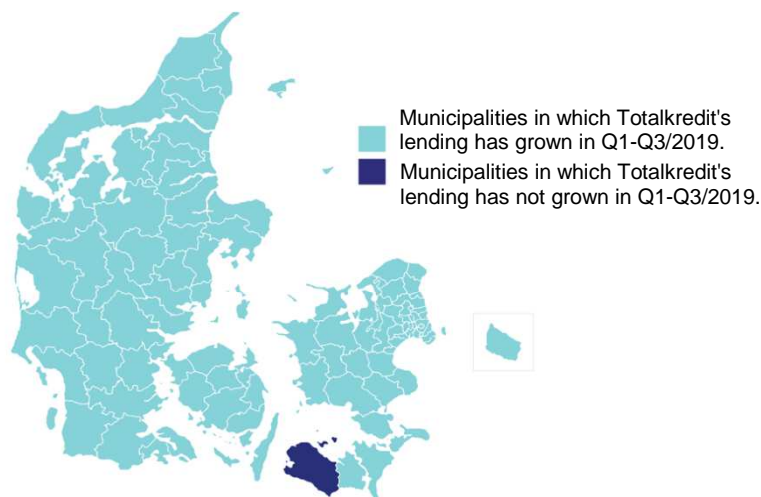 Municipalities in which Totalkredit's
lending has grown in Q1-Q3/2019.
Municipalities in which Totalkredit's
lending has not grown in Q1-Q3/2019.